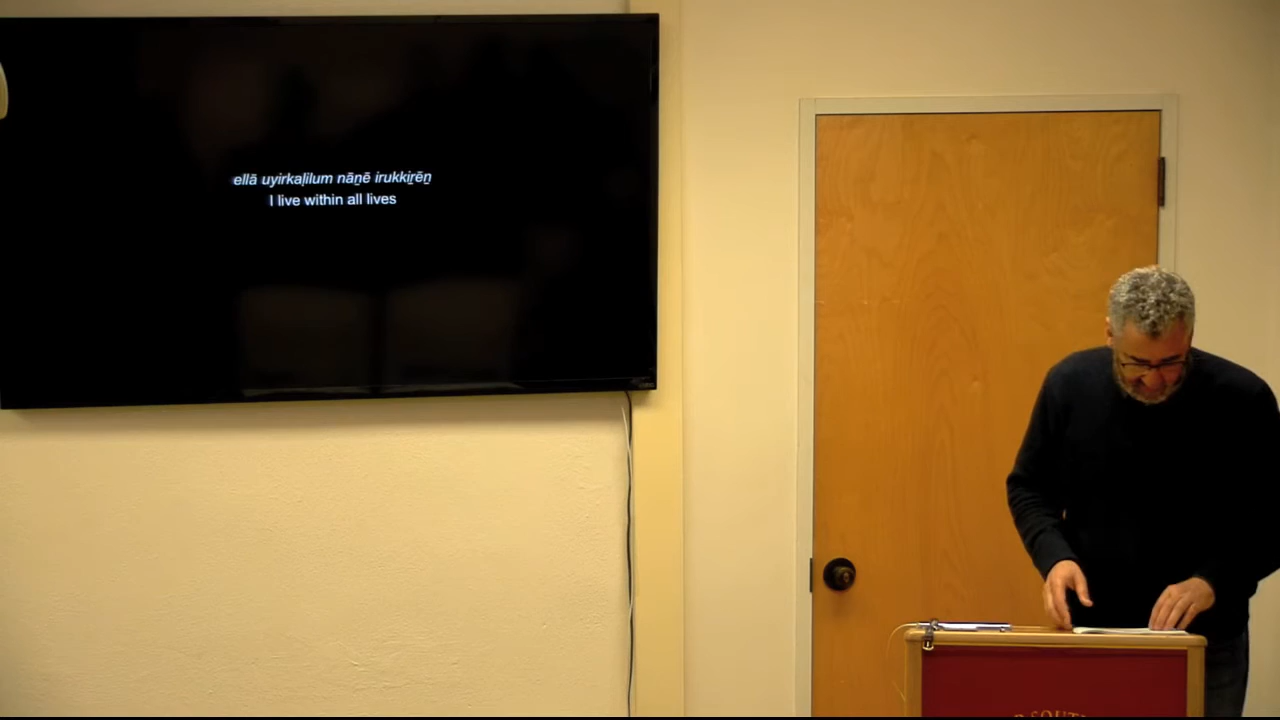 ellā uyirkaḷilum nāṉē irukkiṟēṉ
I live within all lives